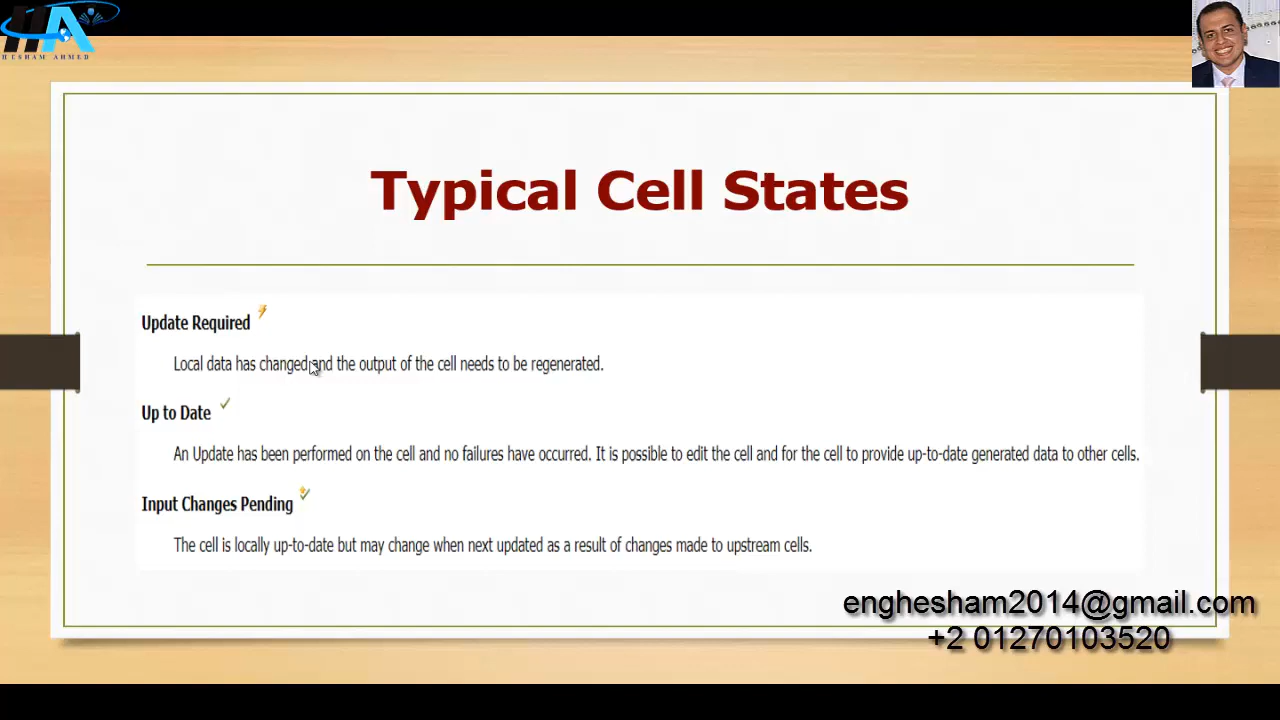 HA
HESHAM AHMED
Typical Cell States
Update Required
Local data has changed and the output of the cell needs to be regenerated.
Up to Date
An Update has been performed on the cell and no failures have occurred. It is possible to edit the cell and for the cell to provide up-to-date generated data to other cells.
Input Changes Pending
The cell is locally up-to-date but may change when next updated as a result of changes made to upstream cells.
enghesham2014@gmail.com
+2 01270103520